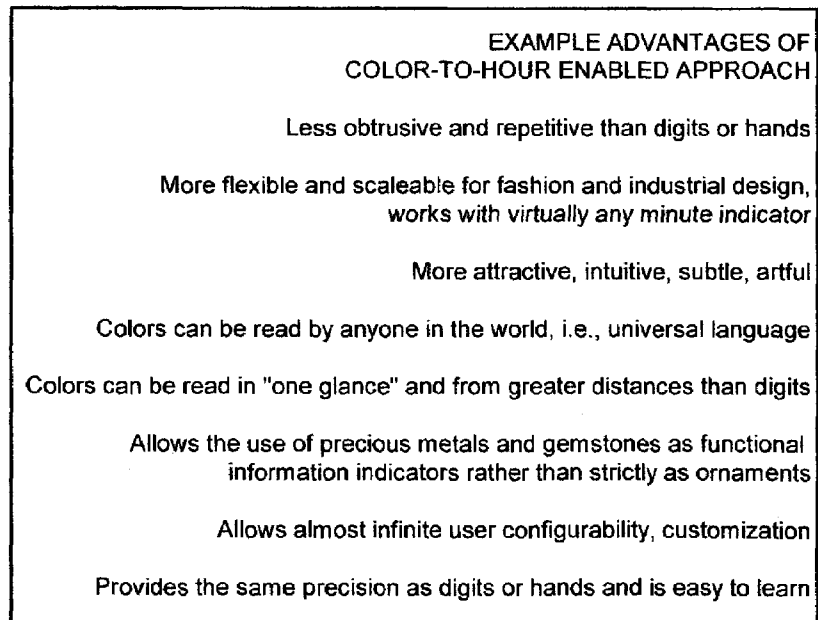 EXAMPLE ADVANTAGES OF
COLOR-TO-HOUR ENABLED APPROACH
Less obtrusive and repetitive than digits or hands
More flexible and scaleable for fashion and industrial design,
works with virtually any minute indicator
More attractive, intuitive, subtle, artful
Colors can be read by anyone in the world, i.e., universal language
Colors can be read in "one glance" and from greater distances than digits
Allows the use of precious metals and gemstones as functional
information indicators rather than strictly as ornaments
Allows almost infinite user configurability, customization
Provides the same precision as digits or hands and is easy to learn